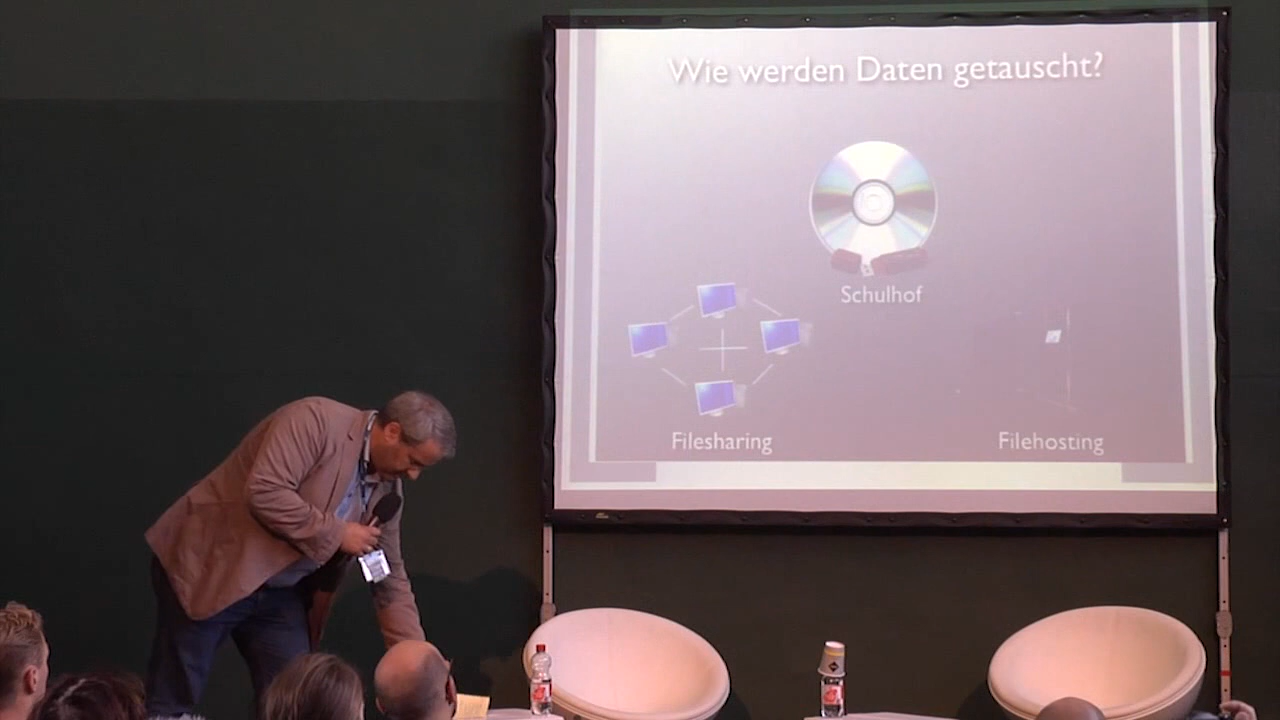 Wie werden Daten getauscht?
Schulhof
Filesharing
Filehosting